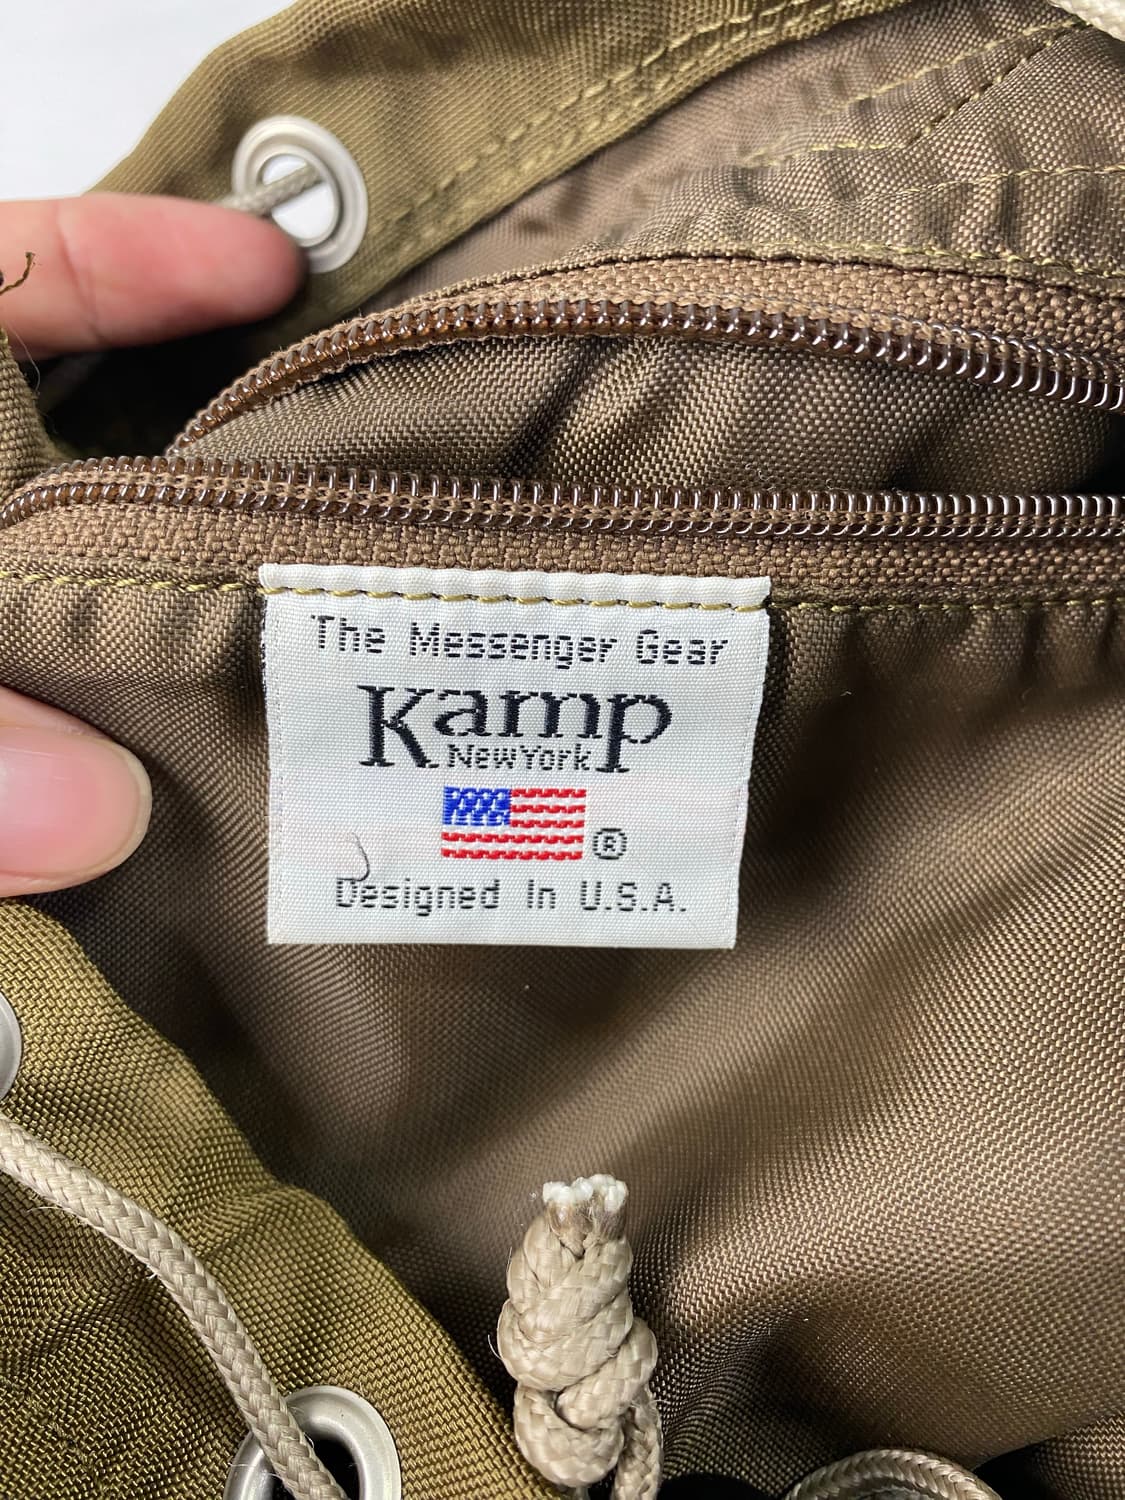 The Messenger Gear
Kamp
NewYork
®
Designed In U.S.A.